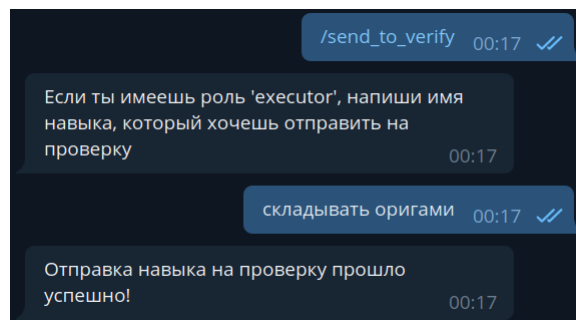 /send_to_verify 00:17
Если ты имеешь роль 'executor', напиши имя
навыка, который хочешь отправить на
проверку 00:17
складывать оригами 00:17
Отправка навыка на проверку прошло
успешно! 00:17